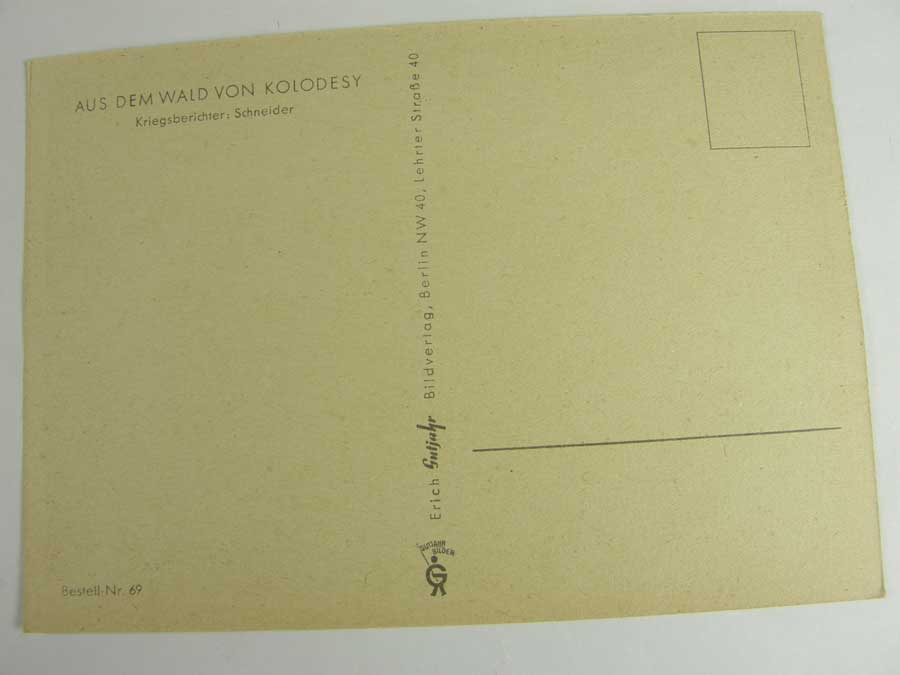 AUS DEM WALD VON KOLODESY
Kriegsberichter: Schneider
Erich Gutjahr Bildverlag, Berlin NW 40, Lehrter Straße 40
GUTJAHR
BILDER
G
Bestell-Nr. 69